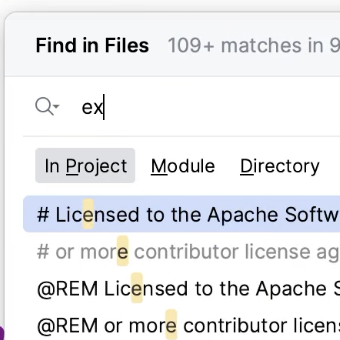 Find in Files 109+ matches in 9
ex
In Project Module Directory
# Licensed to the Apache Softw
# or more contributor license ag
@REM Licensed to the Apache S
@REM or more contributor licens